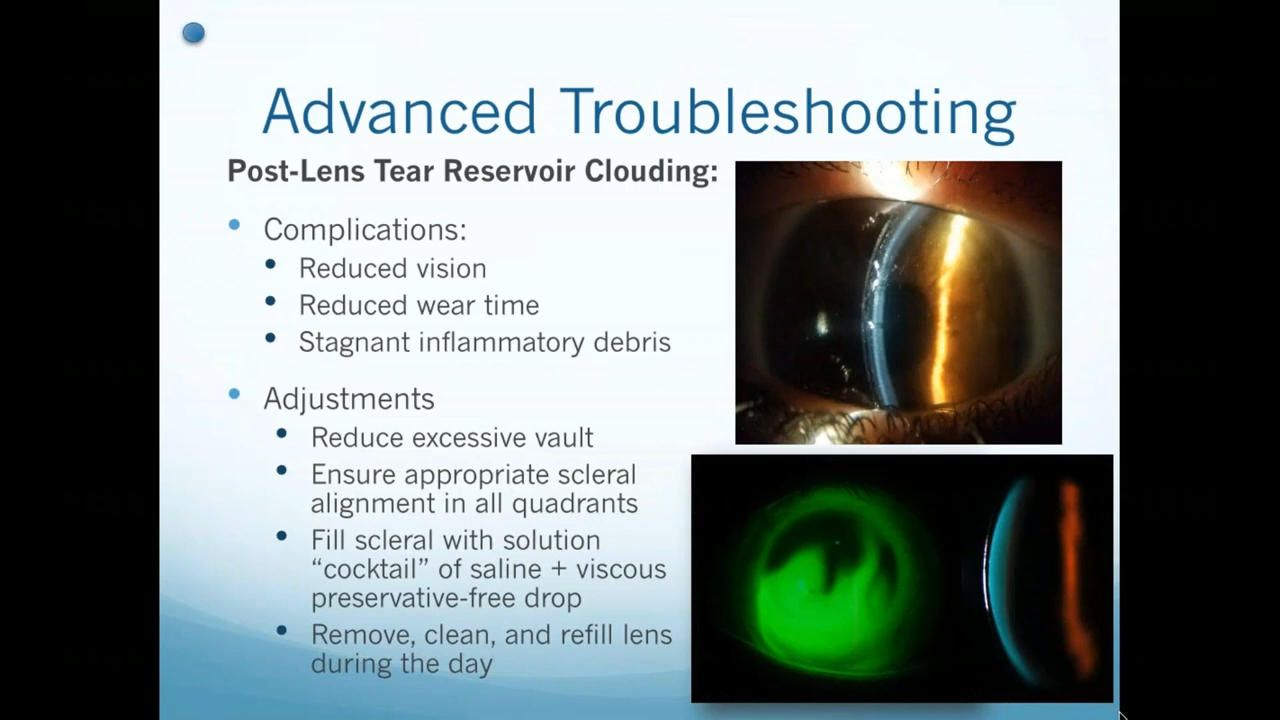 Advanced Troubleshooting
Post-Lens Tear Reservoir Clouding:
Complications:
Reduced vision
Reduced wear time
Stagnant inflammatory debris
Adjustments
Reduce excessive vault
Ensure appropriate scleral
alignment in all quadrants
Fill scleral with solution
“cocktail” of saline + viscous
preservative-free drop
Remove, clean, and refill lens
during the day